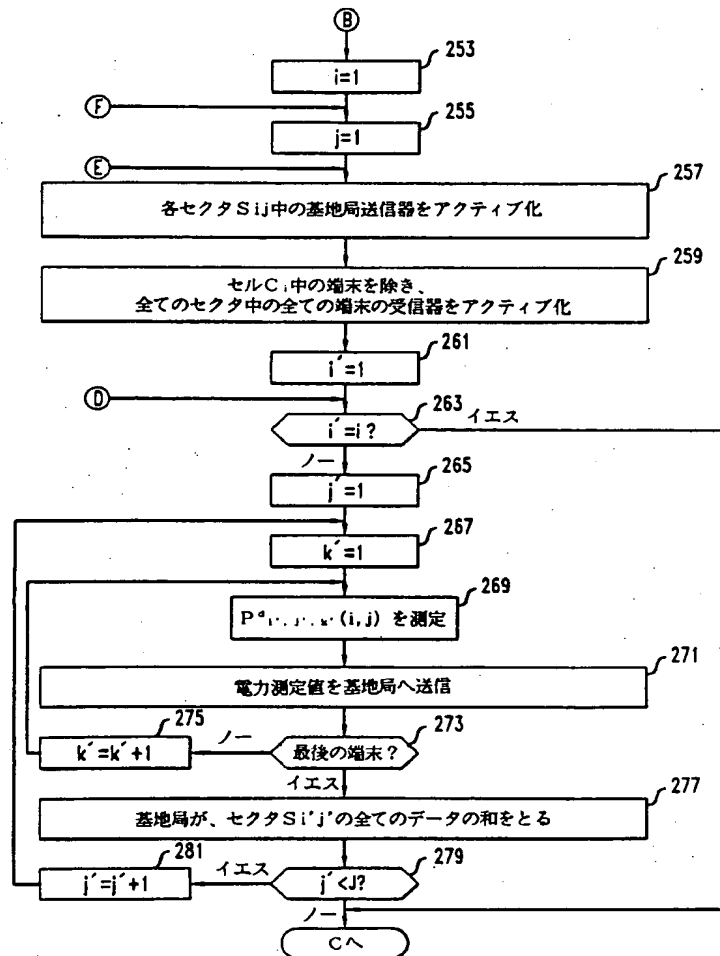 B
253
i=1
F
255
j=1
E
257
各セクタSij中の基地局送信器をアクティブ化
259
セルCi中の端末を除き、
全てのセクタ中の全ての端末の受信器をアクティブ化
261
i′=1
D
263
i′=i?
イエス
ノー
265
j′=1
267
k′=1
269
Pᵈi′,j′,k′(i,j) を測定
271
電力測定値を基地局へ送信
275
k′=k′+1
ノー
273
最後の端末?
イエス
277
基地局が、セクタSi′j′の全てのデータの和をとる
281
j′=j′+1
イエス
279
j′<J?
ノー
Cへ